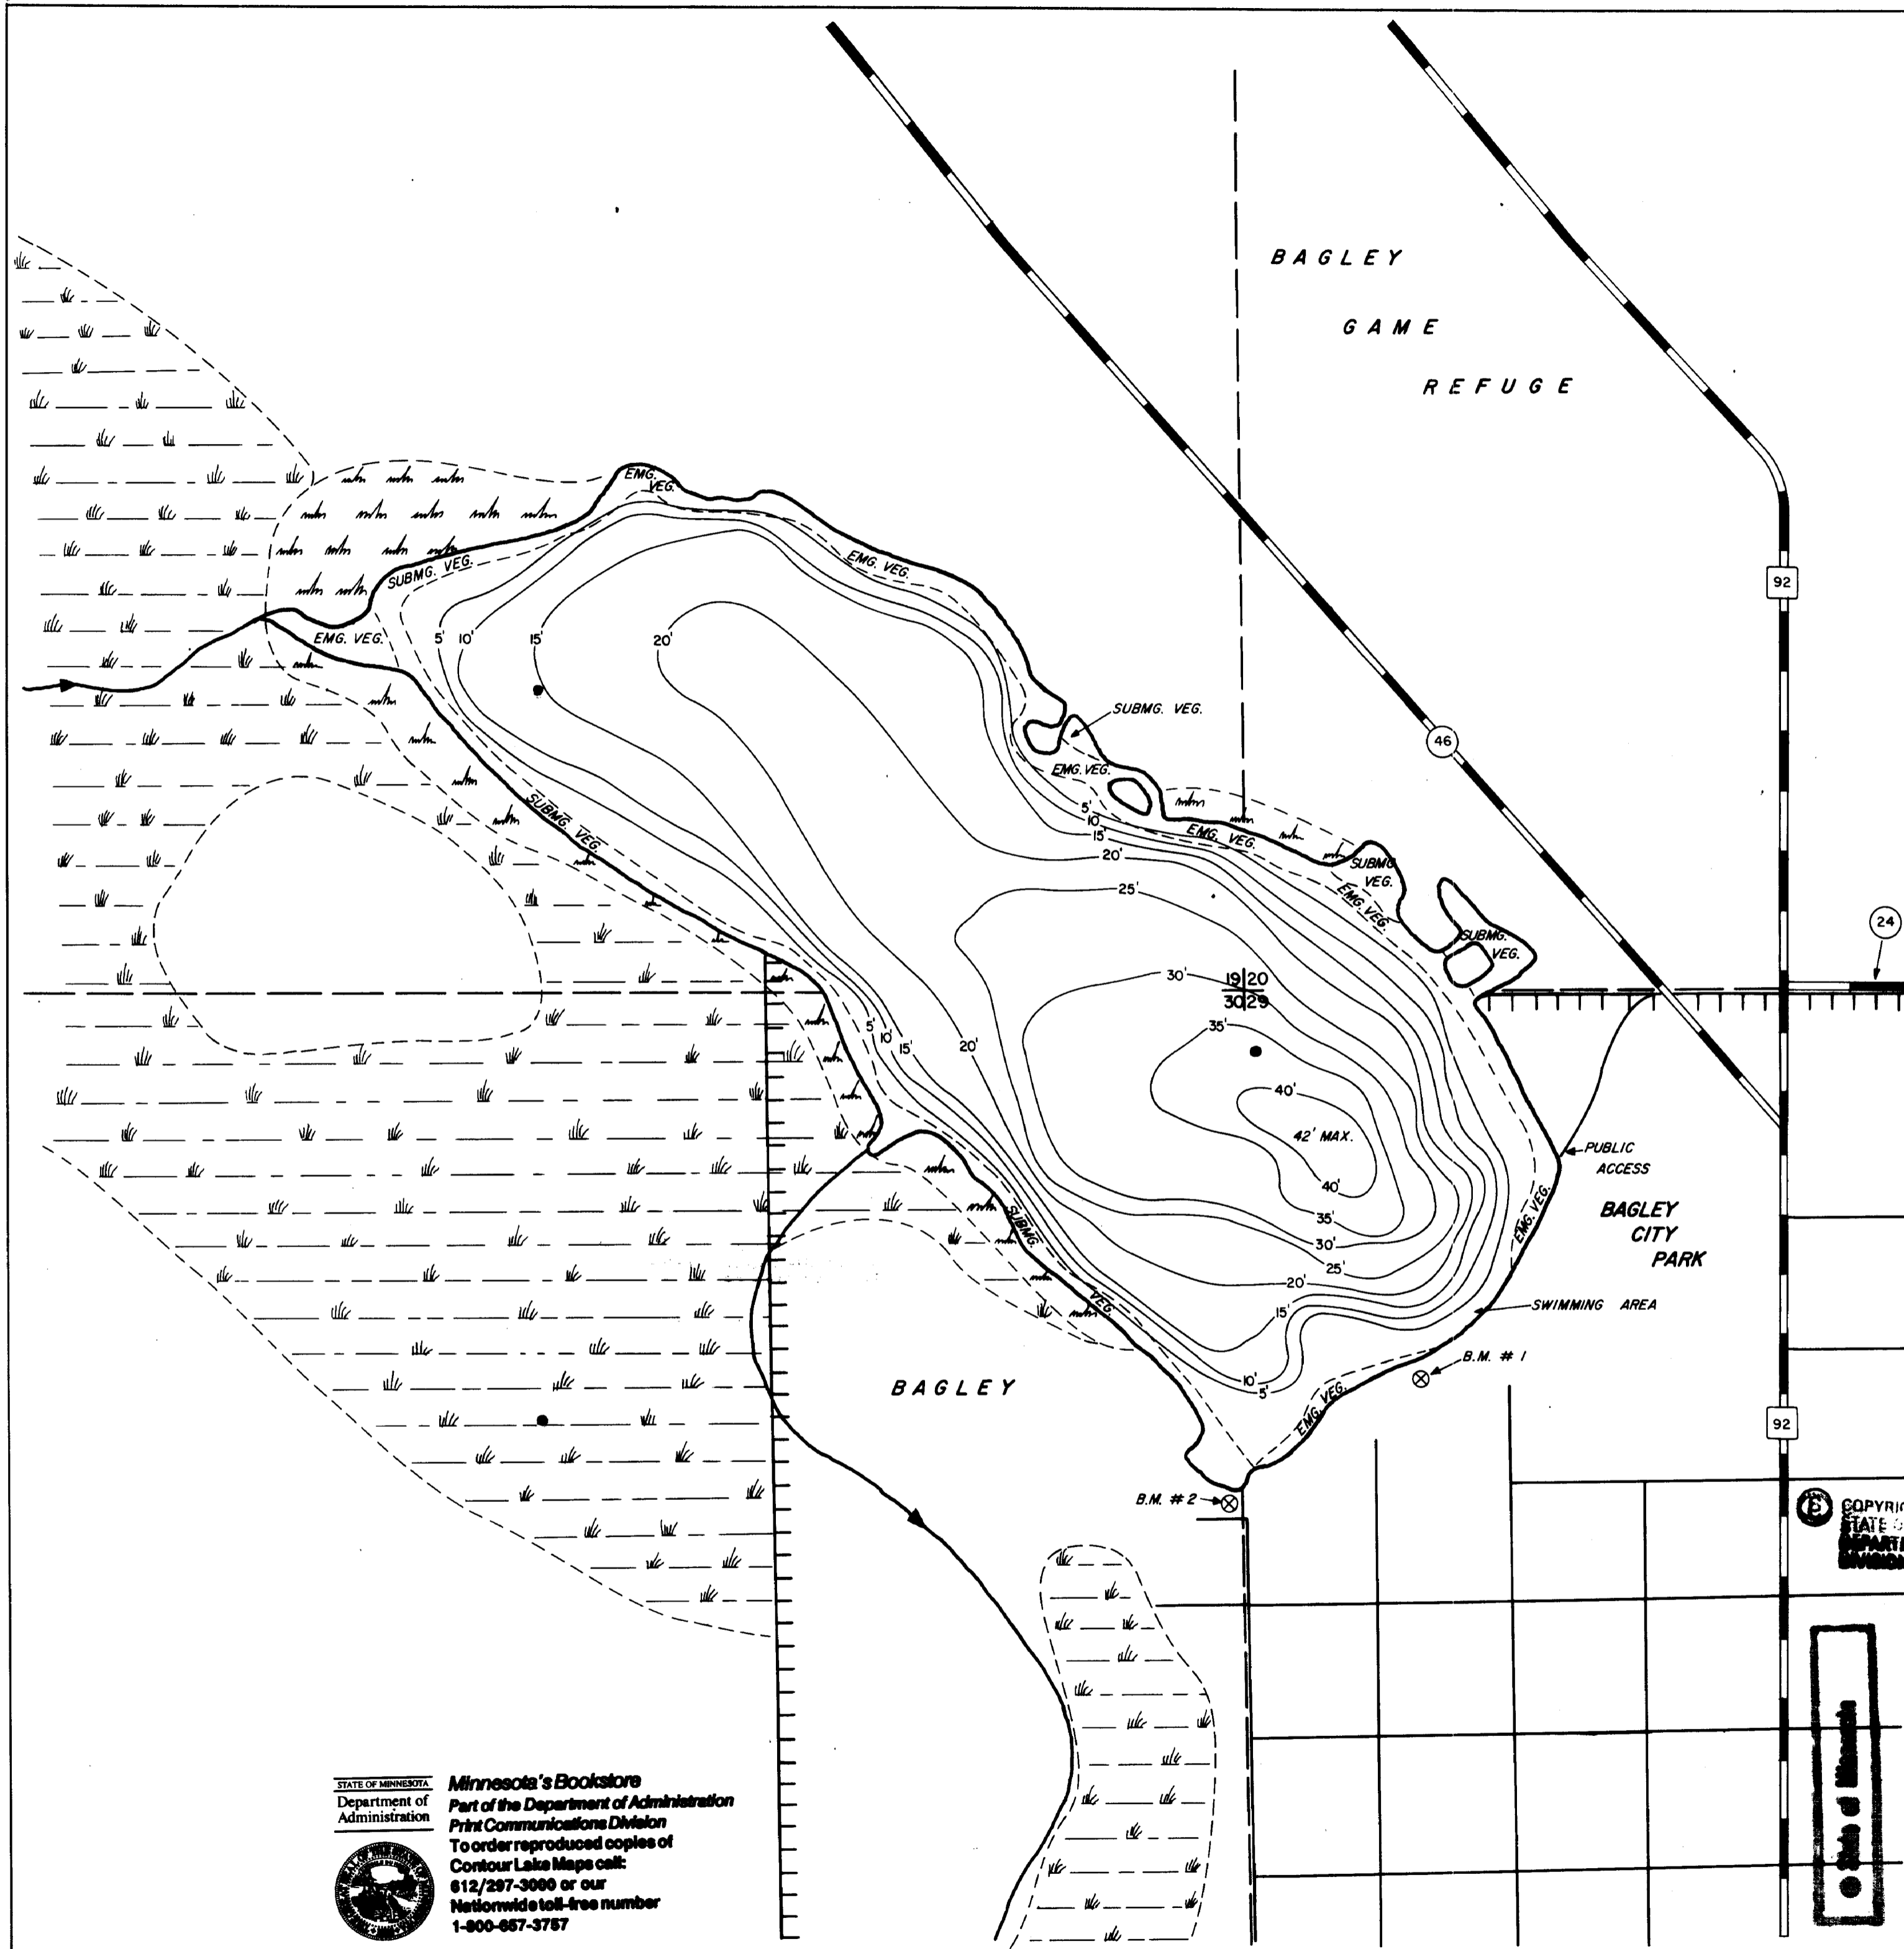 BAGLEY
GAME
REFUGE
EMG.
VEG.
SUBMG. VEG.
EMG. VEG.
92
EMG. VEG.
5' 10' 15' 20'
SUBMG. VEG.
46
EMG. VEG.
SUBMG. VEG.
5'
10'
15'
20'
EMG. VEG.
SUBMG.
VEG.
25'
EMG. VEG.
24
SUBMG.
VEG.
30'
19 20
30 29
5' 10' 15' 20'
35'
40'
42' MAX.
PUBLIC
ACCESS
40'
EMG. VEG.
BAGLEY
CITY
PARK
SUBMG.
VEG.
35'
30'
25'
20'
15'
SWIMMING AREA
B.M. # 1
BAGLEY
10'
5'
EMG. VEG.
92
B.M. # 2
STATE OF MINNESOTA
Department of
Administration
Minnesota's Bookstore
Part of the Department of Administration
Print Communications Division
To order reproduced copies of
Contour Lake Maps call:
612/297-3000 or our
Nationwide toll-free number
1-800-657-3757
State of Minnesota